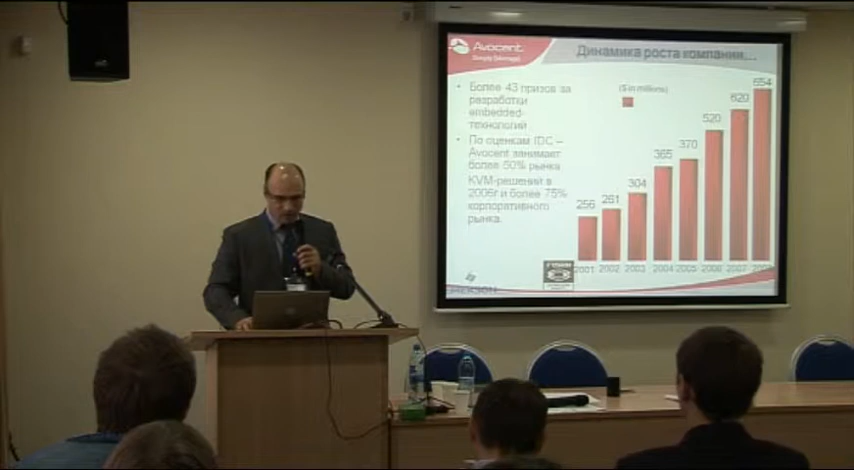 Avocent.
Динамика роста компании...
• Более 43 призов за
разработки
embedded-
технологий
• По оценкам IDC –
Avocent занимает
более 50% рынка
KVM-решений в
2006г и более 75%
корпоративного
рынка.
($ in millions)
256 261 304 365 370 520 620 654
2001 2002 2003 2004 2005 2006 2007 2008